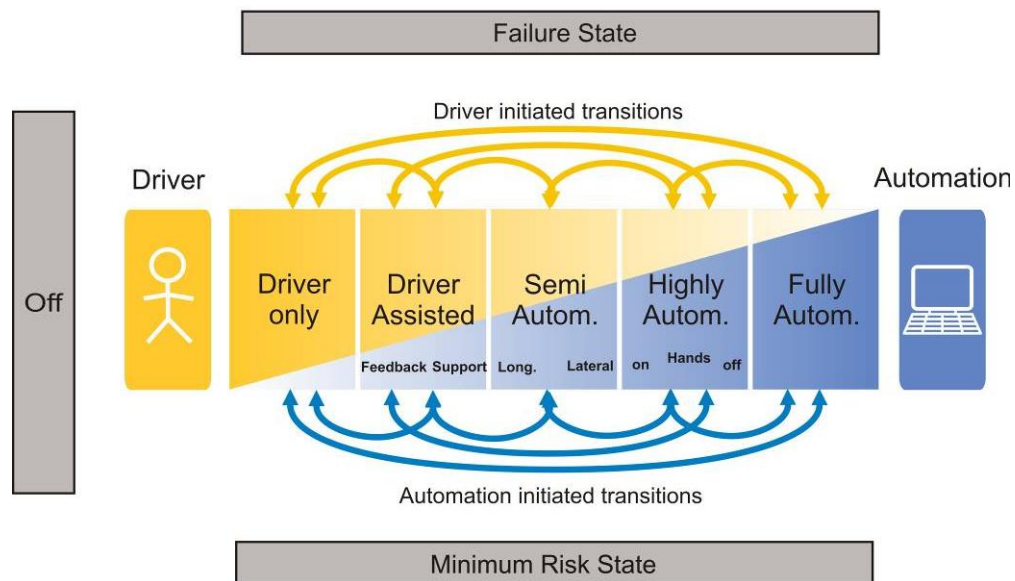 Failure State
Driver initiated transitions
Driver
Automation
Off
Driver
only
Driver
Assisted
Semi
Autom.
Highly
Autom.
Fully
Autom.
Feedback Support
Long.
Lateral
on
Hands
off
Automation initiated transitions
Minimum Risk State